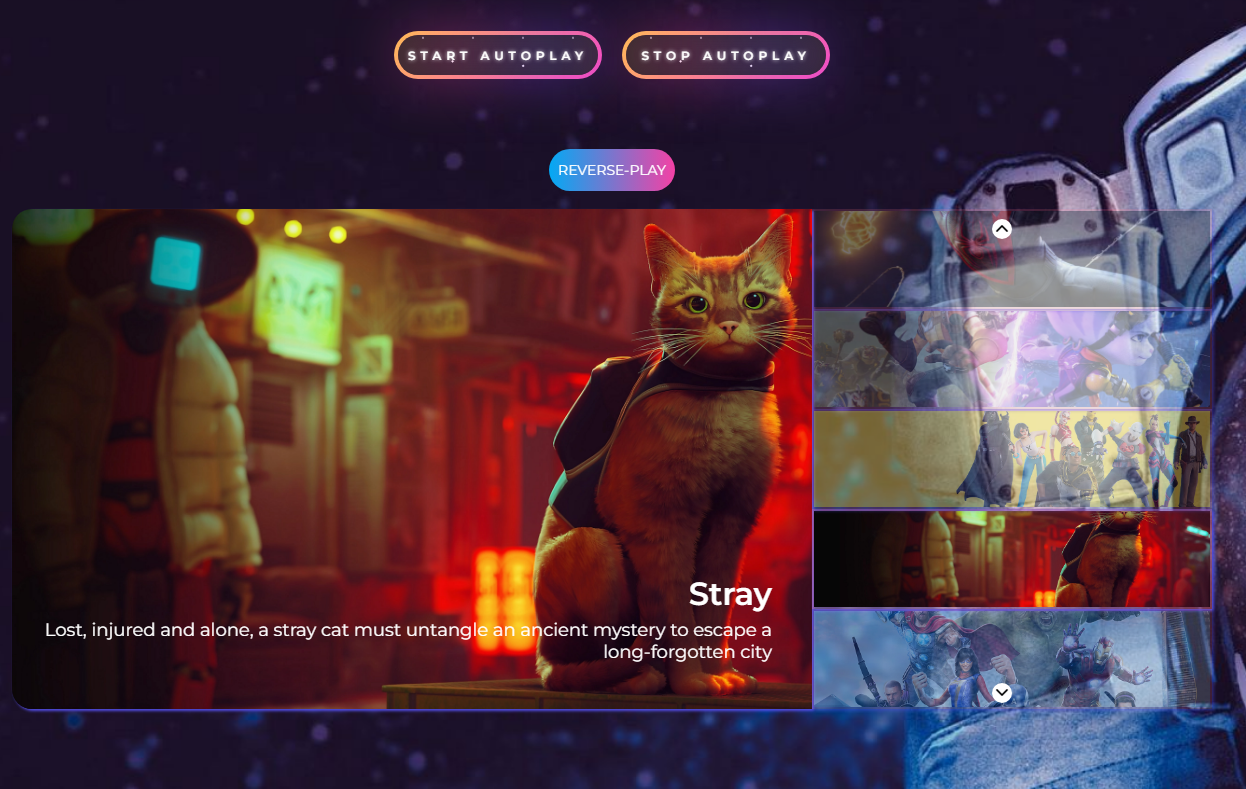 START AUTOPLAY
STOP AUTOPLAY
REVERSE-PLAY
Stray
Lost, injured and alone, a stray cat must untangle an ancient mystery to escape a
long-forgotten city